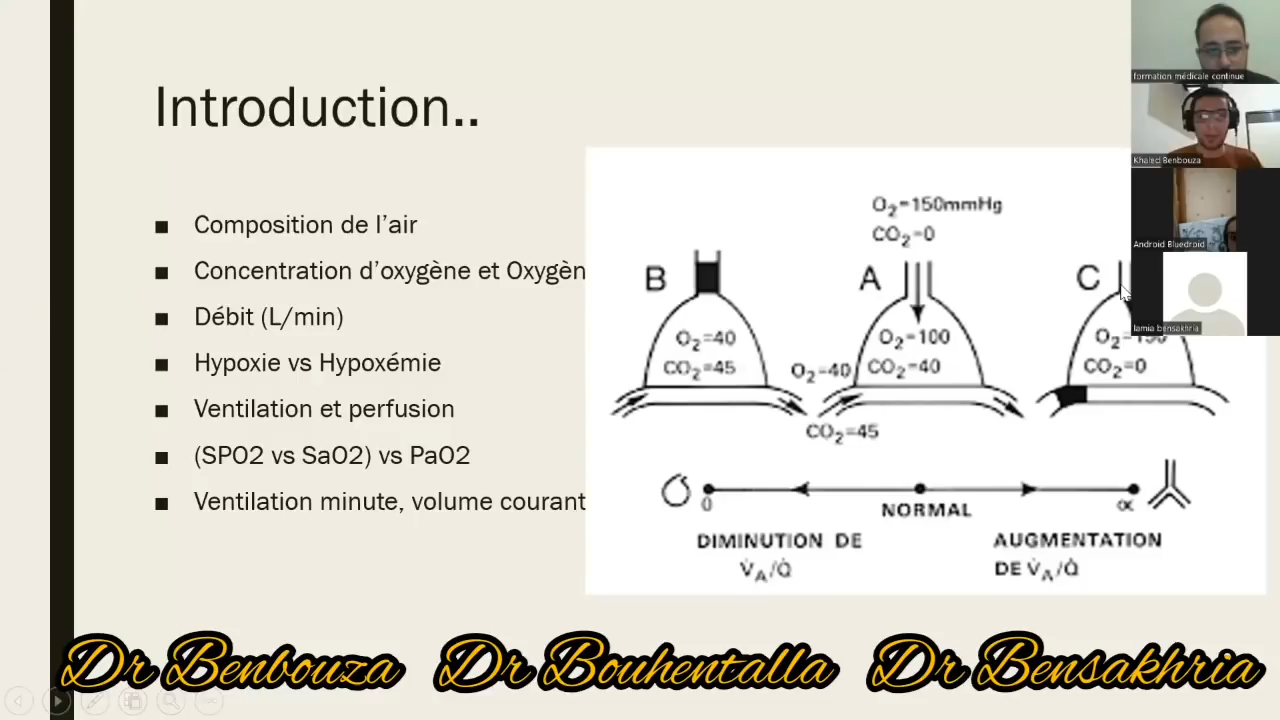 Introduction..
Composition de l'air
Concentration d'oxygène et Oxygèn
Débit (L/min)
Hypoxie vs Hypoxémie
Ventilation et perfusion
(SPO2 vs SaO2) vs PaO2
Ventilation minute, volume courant
O₂=150mmHg
CO₂=0
B
A
C
O₂=40
CO₂=45
O₂=40
O₂=100
CO₂=40
O₂=150
CO₂=0
CO₂=45
0
NORMAL
∝
DIMINUTION DE
V̇A/Q̇
AUGMENTATION
DE V̇A/Q̇
formation médicale continue
Khaled Benbouza
Android Bluedroid
lamia bensakhria
Dr Benbouza Dr Bouhentalla Dr Bensakhria